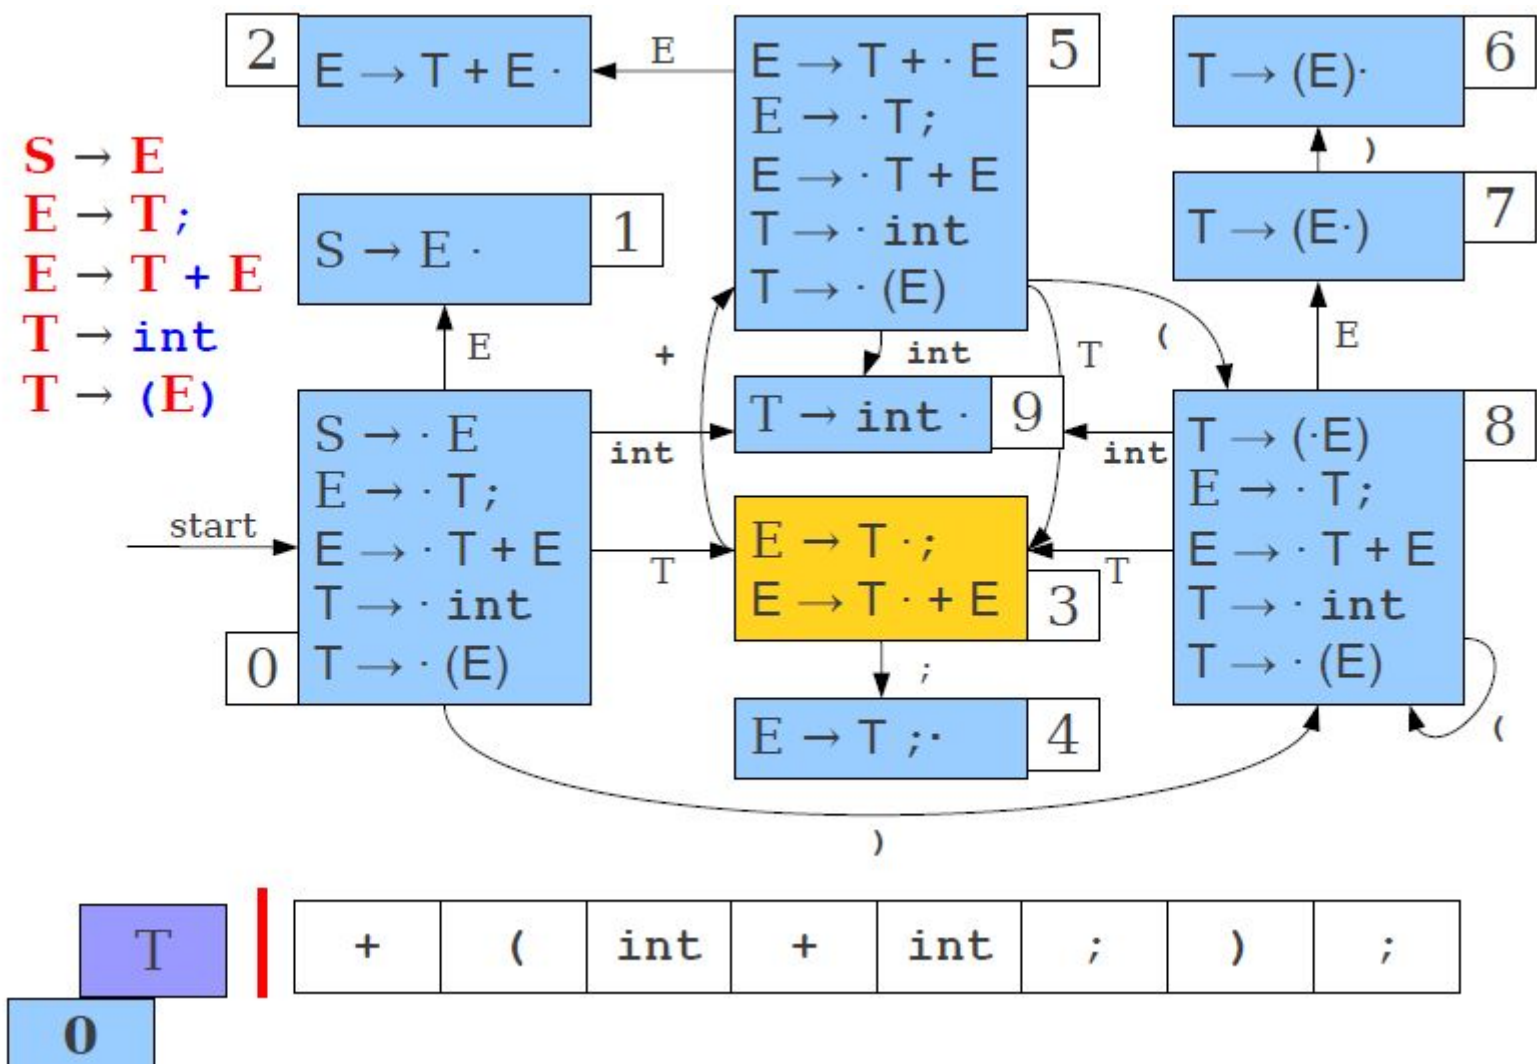 S → E
E → T ;
E → T + E
T → int
T → (E)
2
E → T + E ·
E
E → T + · E
E → · T ;
E → · T + E
T → · int
T → · (E)
5
T → (E)·
6
)
T → (E·)
7
S → E ·
1
E
+
int
T
(
E
start
S → · E
E → · T ;
E → · T + E
T → · int
T → · (E)
0
int
T
T → int ·
9
int
T
E → T · ;
E → T · + E
3
;
E → T ; ·
4
T → (·E)
E → · T ;
E → · T + E
T → · int
T → · (E)
8
(
)
T
+ ( int + int ; ) ;
0